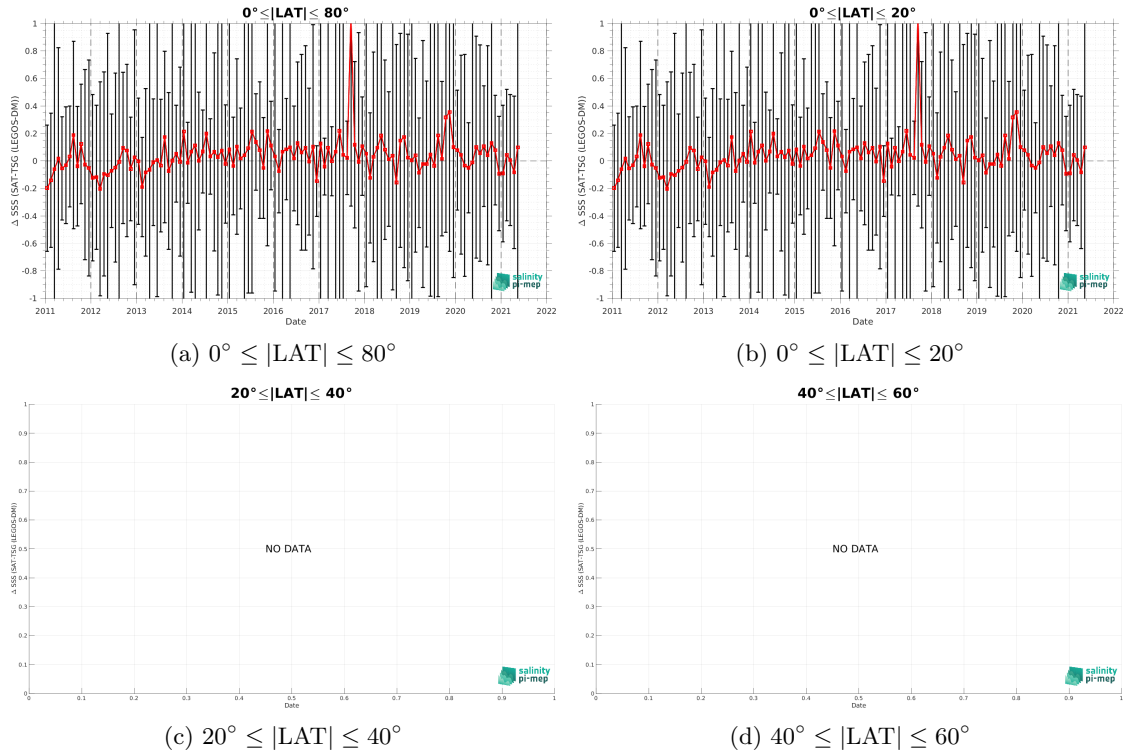 0°≤|LAT|≤ 80°
Δ SSS (SAT-TSG (LEGOS-DM))
1
0.8
0.6
0.4
0.2
0
-0.2
-0.4
-0.6
-0.8
-1
2011 2012 2013 2014 2015 2016 2017 2018 2019 2020 2021 2022
Date
salinity
pi-mep
(a) 0° ≤ |LAT| ≤ 80°
0°≤|LAT|≤ 20°
Δ SSS (SAT-TSG (LEGOS-DM))
1
0.8
0.6
0.4
0.2
0
-0.2
-0.4
-0.6
-0.8
-1
2011 2012 2013 2014 2015 2016 2017 2018 2019 2020 2021 2022
Date
salinity
pi-mep
(b) 0° ≤ |LAT| ≤ 20°
20°≤|LAT|≤ 40°
Δ SSS (SAT-TSG (LEGOS-DM))
1
0.9
0.8
0.7
0.6
0.5
0.4
0.3
0.2
0.1
0
NO DATA
0 0.1 0.2 0.3 0.4 0.5 0.6 0.7 0.8 0.9 1
Date
salinity
pi-mep
(c) 20° ≤ |LAT| ≤ 40°
40°≤|LAT|≤ 60°
Δ SSS (SAT-TSG (LEGOS-DM))
1
0.9
0.8
0.7
0.6
0.5
0.4
0.3
0.2
0.1
0
NO DATA
0 0.1 0.2 0.3 0.4 0.5 0.6 0.7 0.8 0.9 1
Date
salinity
pi-mep
(d) 40° ≤ |LAT| ≤ 60°